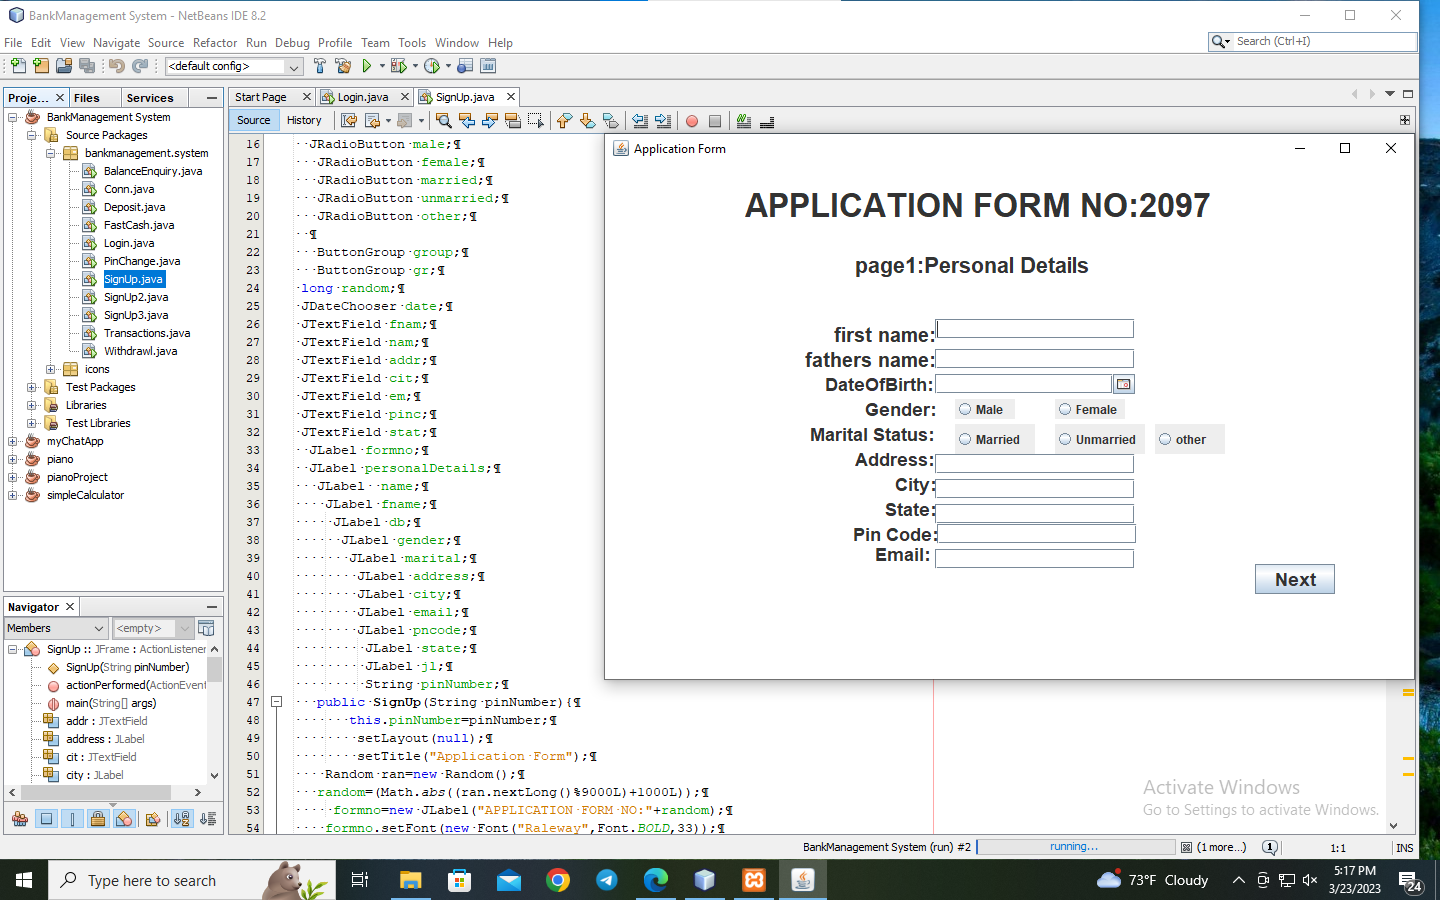 BankManagement System - NetBeans IDE 8.2
File Edit View Navigate Source Refactor Run Debug Profile Team Tools Window Help
Search (Ctrl+I)
<default config>
Proje... Files Services
BankManagement System
Source Packages
bankmanagement.system
BalanceEnquiry.java
Conn.java
Deposit.java
FastCash.java
Login.java
PinChange.java
SignUp.java
SignUp2.java
SignUp3.java
Transactions.java
Withdrawl.java
icons
Test Packages
Libraries
Test Libraries
myChatApp
piano
pianoProject
simpleCalculator
Navigator
Members <empty>
SignUp :: JFrame : ActionListener
SignUp(String pinNumber)
actionPerformed(ActionEvent
main(String[] args)
addr : JTextField
address : JLabel
cit : JTextField
city : JLabel
Start Page Login.java SignUp.java
Source History
16 ··JRadioButton·male;¶
17 ···JRadioButton·female;¶
18 ···JRadioButton·married;¶
19 ···JRadioButton·unmarried;¶
20 ···JRadioButton·other;¶
21 ··¶
22 ···ButtonGroup·group;¶
23 ···ButtonGroup·gr;¶
24 ·long·random;¶
25 ·JDateChooser·date;¶
26 ·JTextField·fnam;¶
27 ·JTextField·nam;¶
28 ·JTextField·addr;¶
29 ·JTextField·cit;¶
30 ·JTextField·em;¶
31 ·JTextField·pinc;¶
32 ·JTextField·stat;¶
33 ··JLabel·formno;¶
34 ··JLabel·personalDetails;¶
35 ···JLabel··name;¶
36 ····JLabel·fname;¶
37 ·····JLabel·db;¶
38 ······JLabel·gender;¶
39 ·······JLabel·marital;¶
40 ········JLabel·address;¶
41 ········JLabel·city;¶
42 ········JLabel·email;¶
43 ········JLabel·pncode;¶
44 ·········JLabel·state;¶
45 ·········JLabel·jl;¶
46 ·········String·pinNumber;¶
47 ···public·SignUp(String·pinNumber){¶
48 ·······this.pinNumber=pinNumber;¶
49 ········setLayout(null);¶
50 ········setTitle("Application·Form");¶
51 ····Random·ran=new·Random();¶
52 ···random=(Math.abs((ran.nextLong()%9000L)+1000L));¶
53 ·····formno=new·JLabel("APPLICATION·FORM·NO:"+random);¶
54 ····formno.setFont(new·Font("Raleway",Font.BOLD,33));¶
Application Form
APPLICATION FORM NO:2097
page1:Personal Details
first name:
fathers name:
DateOfBirth:
Gender: Male Female
Marital Status: Married Unmarried other
Address:
City:
State:
Pin Code:
Email:
Next
Activate Windows
Go to Settings to activate Windows.
BankManagement System (run) #2 running... (1 more...) 1 1:1 INS
Type here to search
73°F Cloudy
5:17 PM
3/23/2023
24